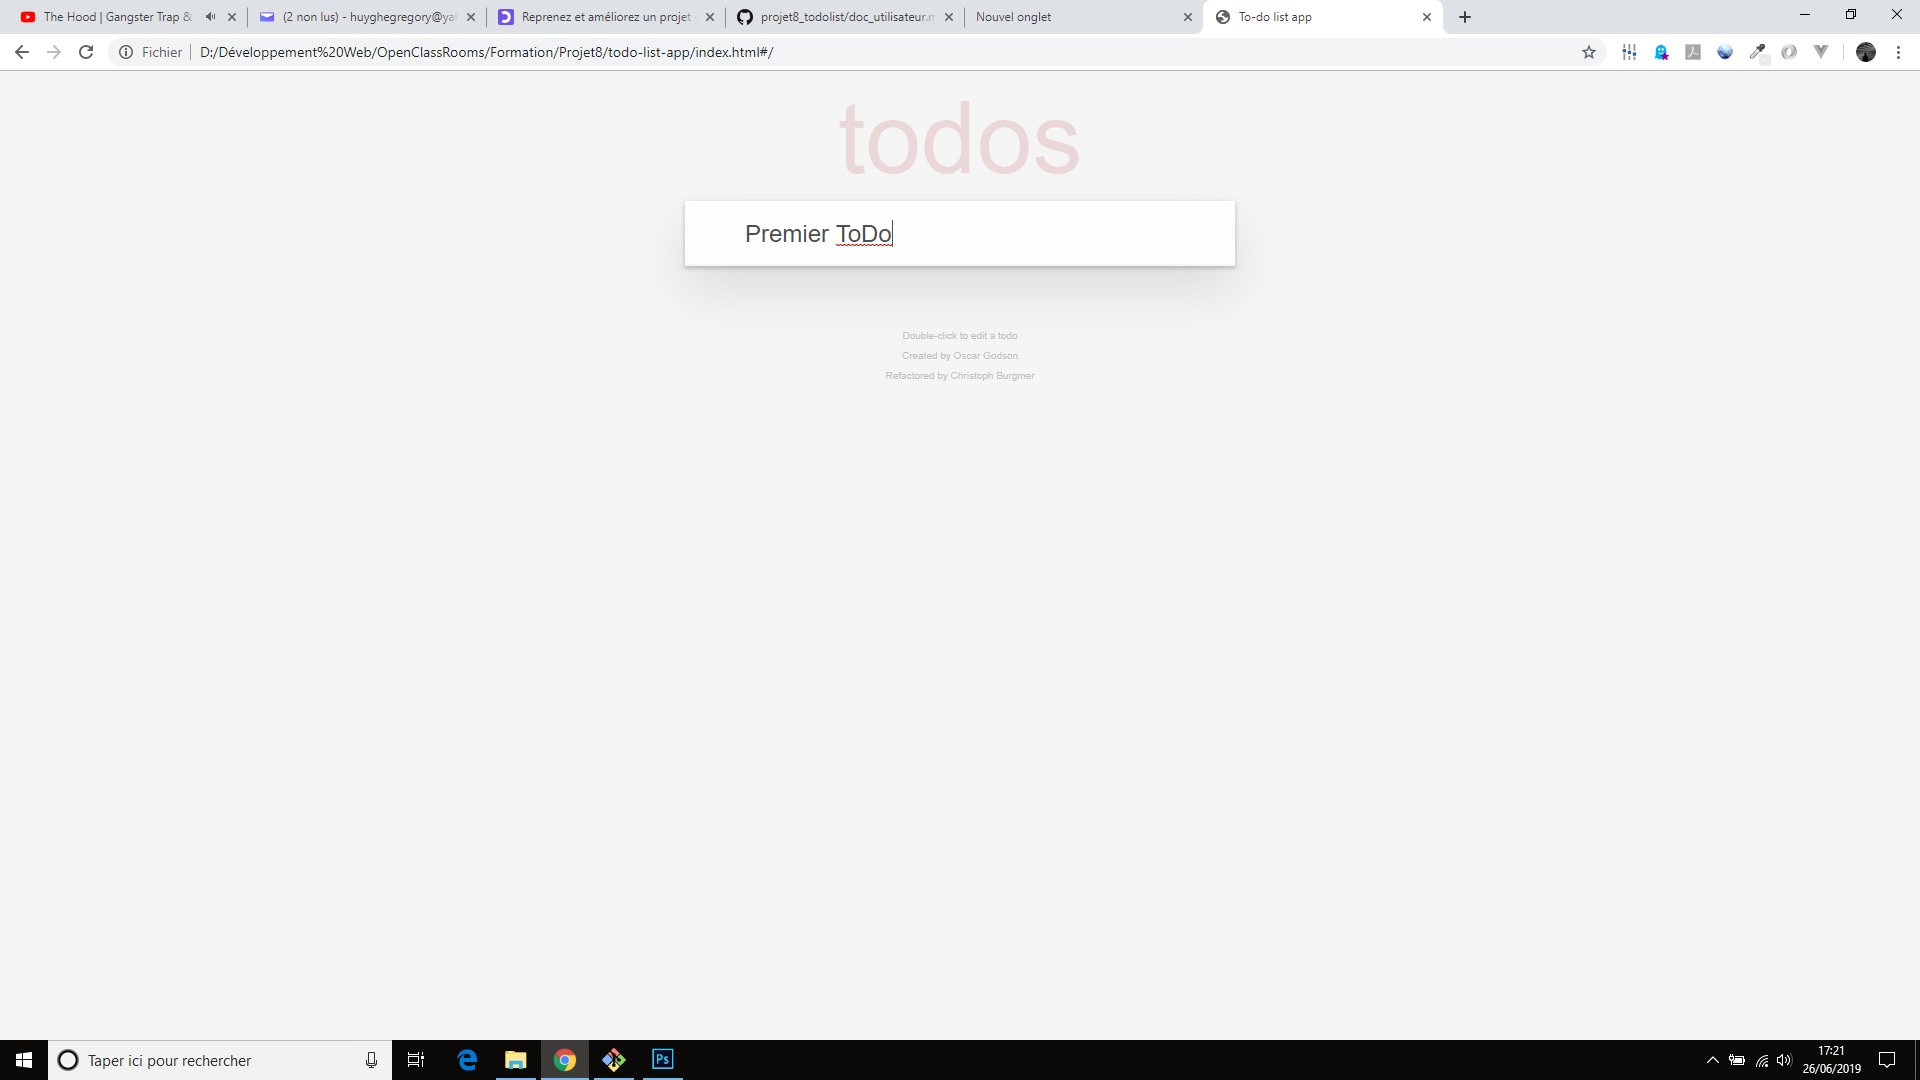 The Hood | Gangster Trap &
(2 non lus) - huyghegregory@ya
Reprenez et améliorez un projet
projet8_todolist/doc_utilisateur.m
Nouvel onglet
To-do list app
Fichier
D:/Développement%20Web/OpenClassRooms/Formation/Projet8/todo-list-app/index.html#/
todos
Premier ToDo
Double-click to edit a todo
Created by Oscar Godson
Refactored by Christoph Burgmer
Taper ici pour rechercher
Ps
17:21
26/06/2019